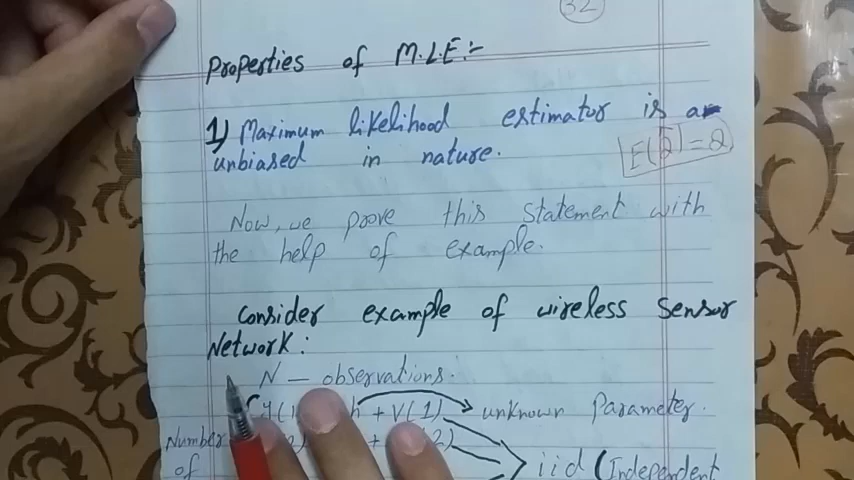 32
Properties of M.L.E:-
1) Maximum likelihood estimator is a
unbiased in nature.
E(θ̂)=θ
Now, we prove this statement with
the help of example.
Consider example of wireless Sensor
Network:
N - observations.
h + V(1) unknown Parameter.
Number
of
iid (Independent